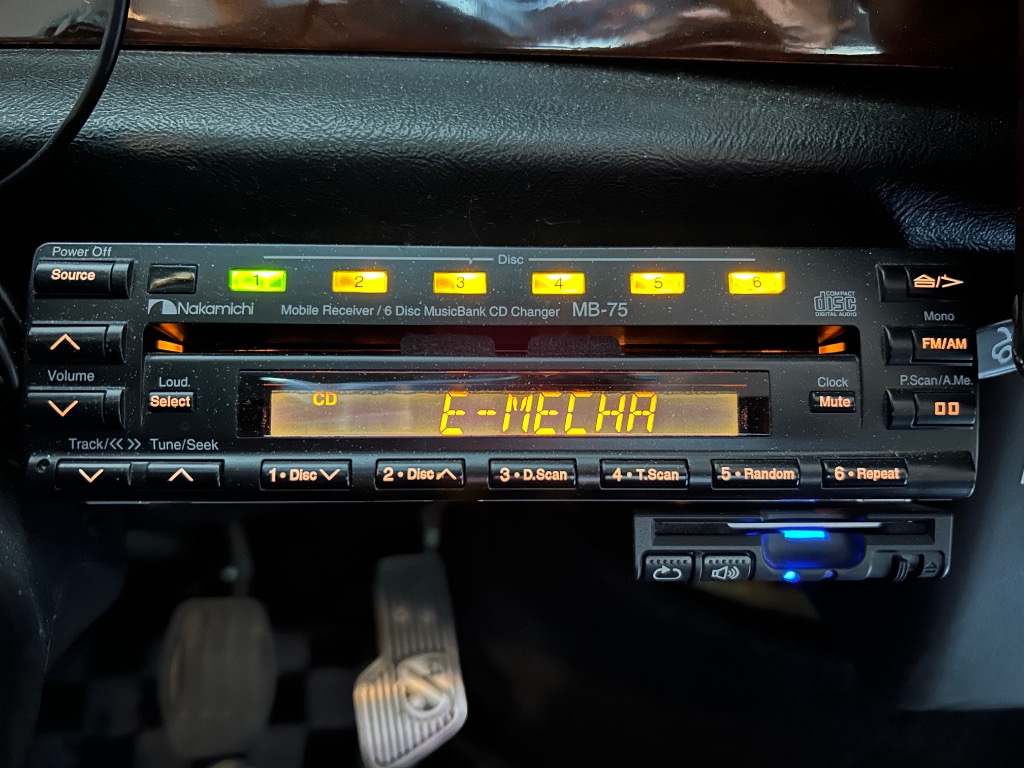 Power Off
Source
Disc
1 2 3 4 5 6
Nakamichi
Mobile Receiver / 6 Disc MusicBank CD Changer MB-75
COMPACT
disc
DIGITAL AUDIO
Mono
FM/AM
Volume
Loud.
Select
CD E-MECHA
Clock
Mute
P.Scan/A.Me.
Track/<< >> Tune/Seek
1•Disc
2•Disc
3•D.Scan
4•T.Scan
5•Random
6•Repeat